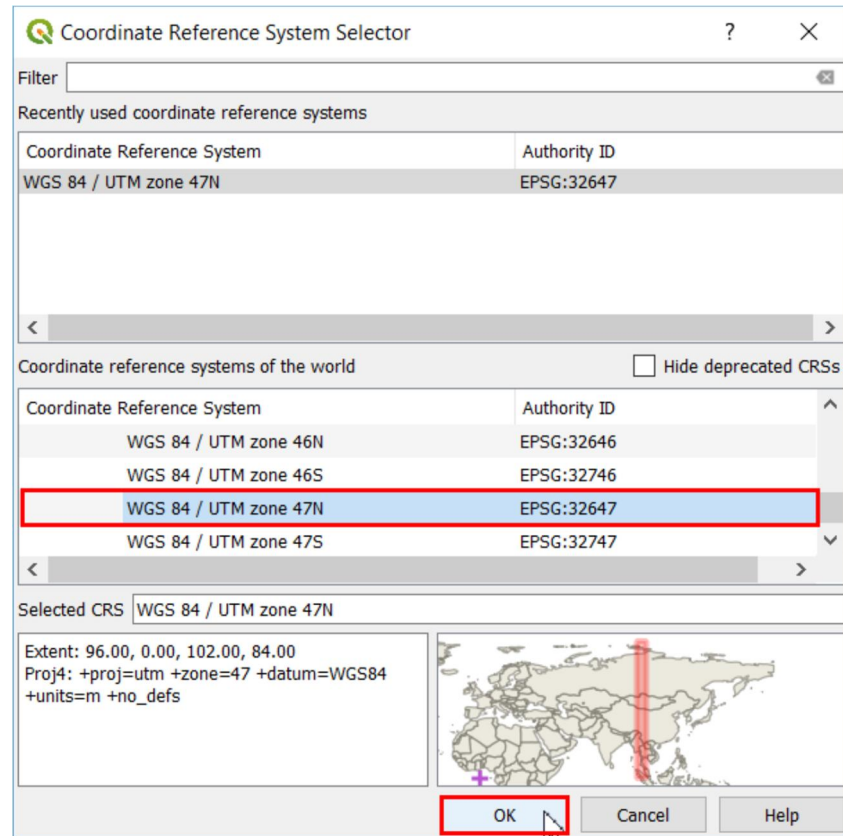 Coordinate Reference System Selector ?
Filter
Recently used coordinate reference systems
Coordinate Reference System Authority ID
WGS 84 / UTM zone 47N EPSG:32647
Coordinate reference systems of the world Hide deprecated CRSs
Coordinate Reference System Authority ID
WGS 84 / UTM zone 46N EPSG:32646
WGS 84 / UTM zone 46S EPSG:32746
WGS 84 / UTM zone 47N EPSG:32647
WGS 84 / UTM zone 47S EPSG:32747
Selected CRS WGS 84 / UTM zone 47N
Extent: 96.00, 0.00, 102.00, 84.00
Proj4: +proj=utm +zone=47 +datum=WGS84
+units=m +no_defs
OK Cancel Help